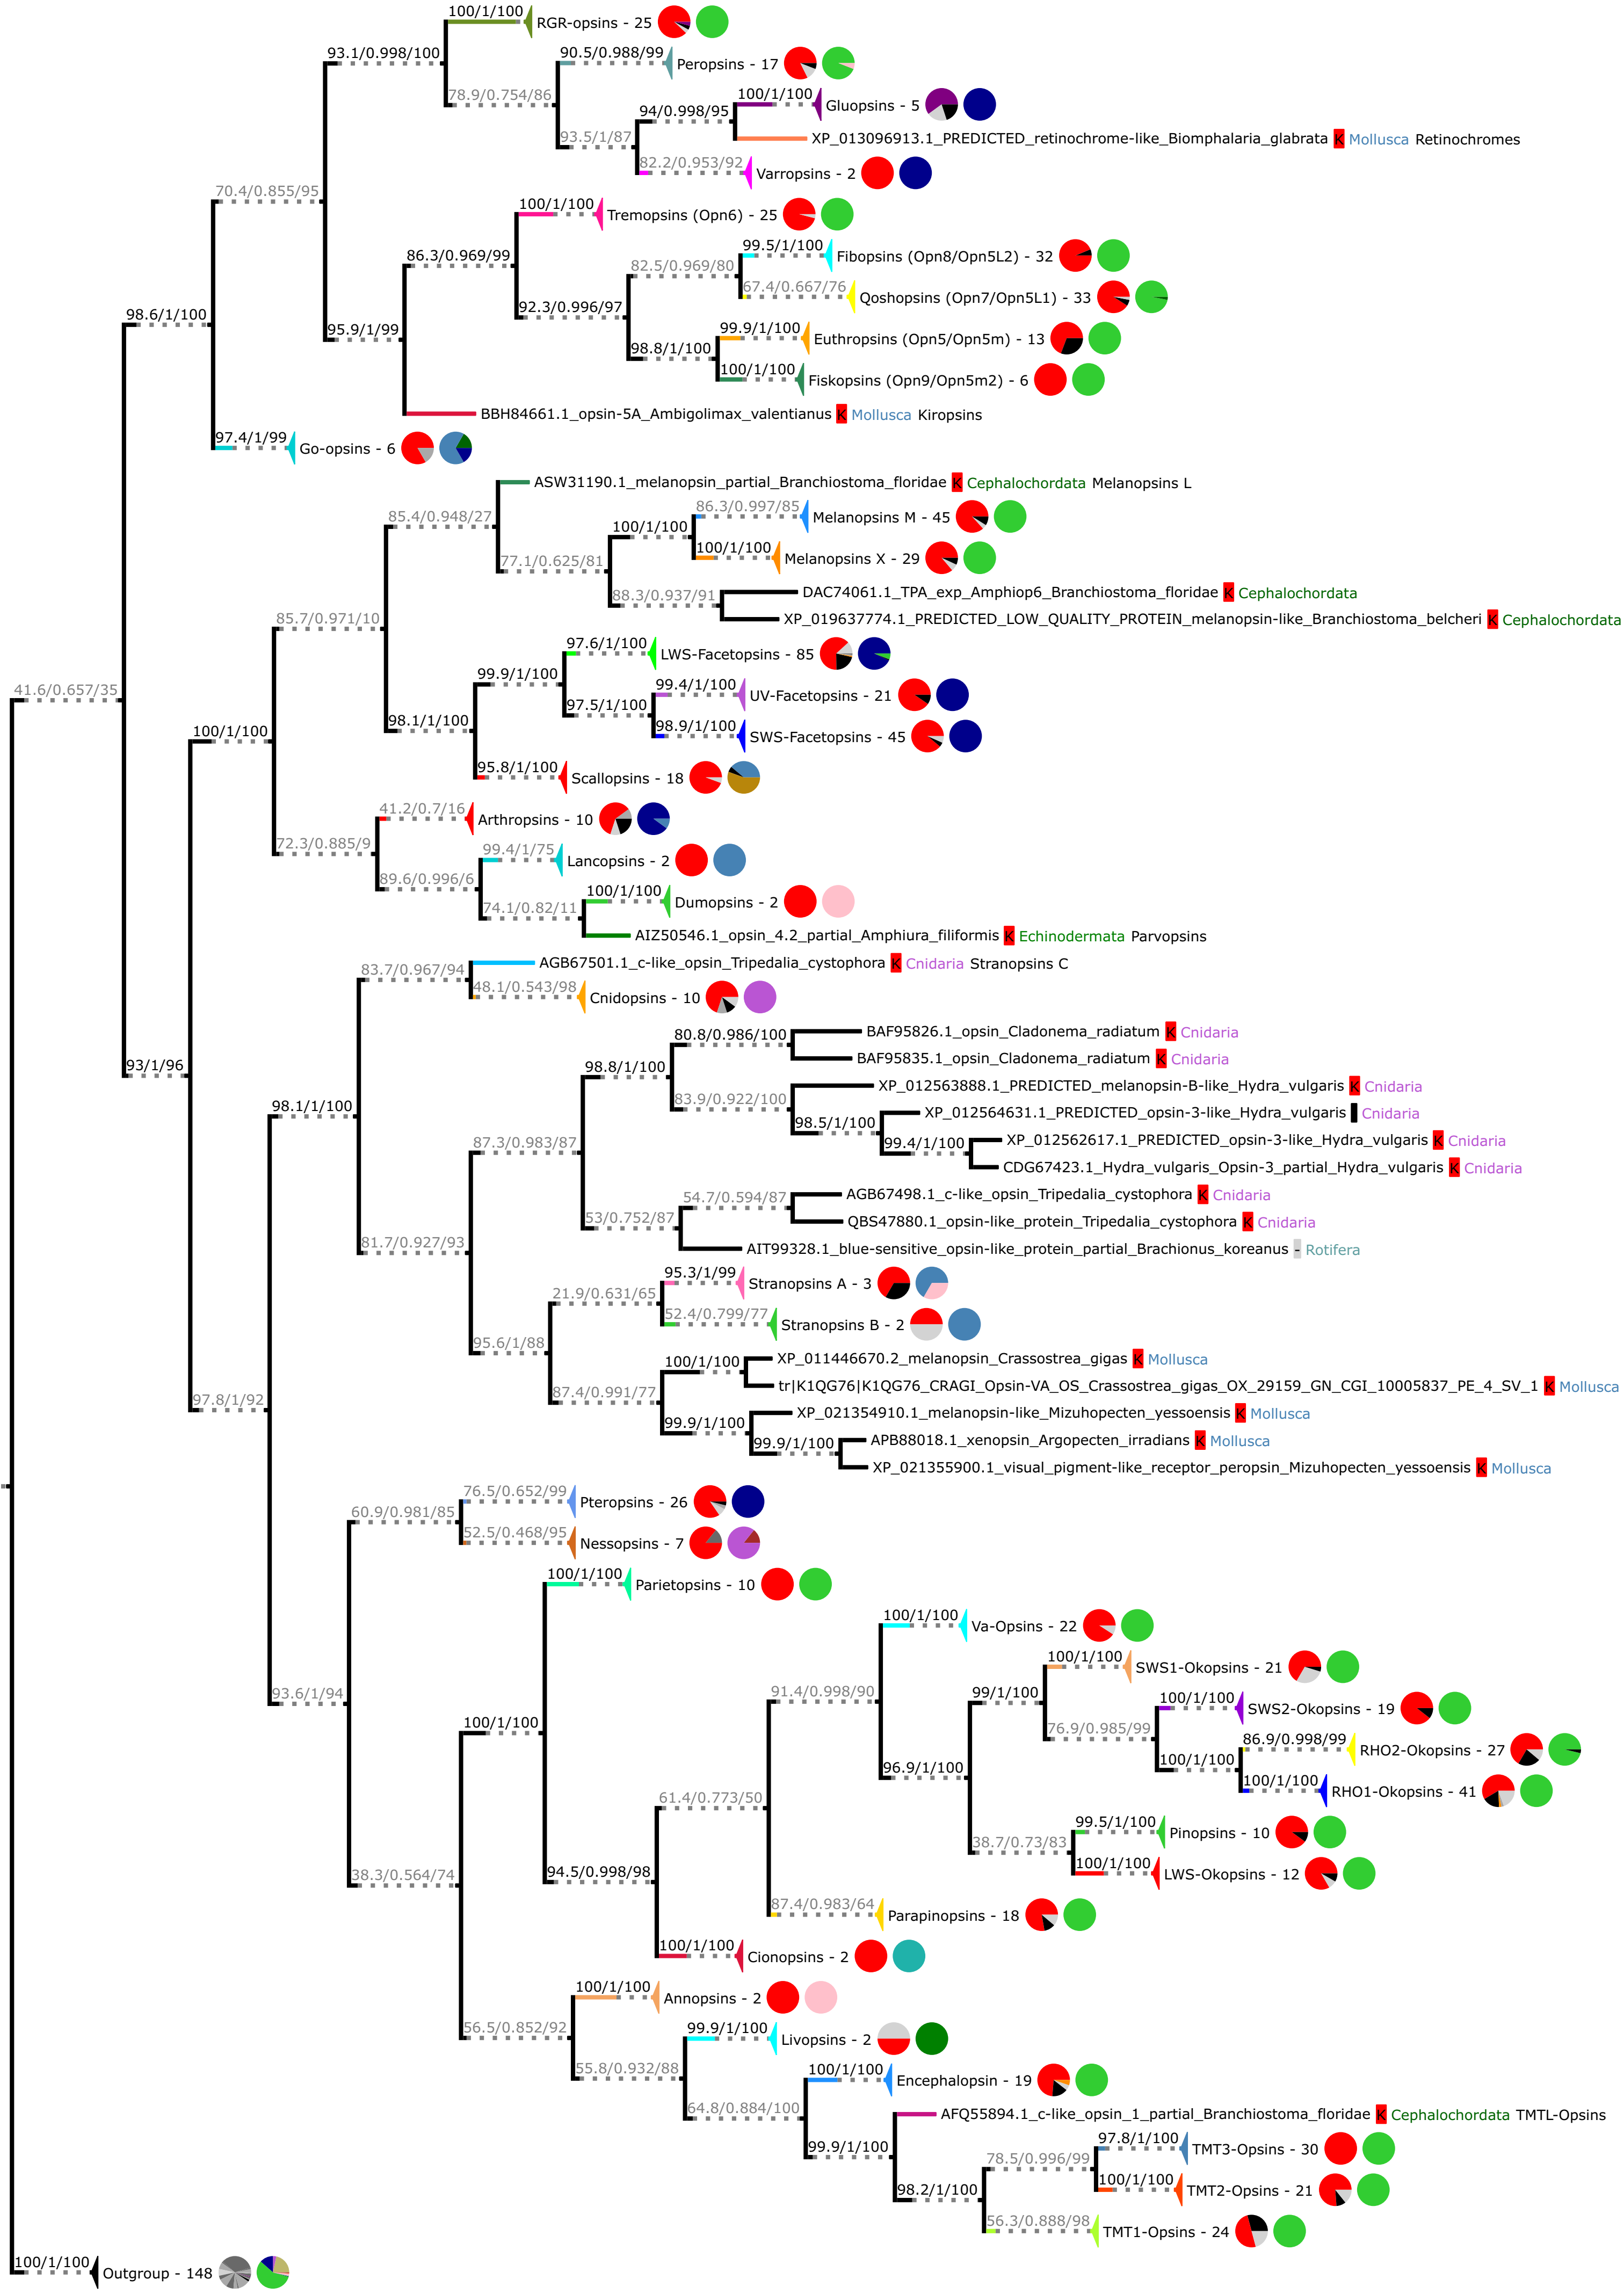 100/1/100
RGR-opsins - 25
93.1/0.998/100
90.5/0.988/99
Peropsins - 17
78.9/0.754/86
100/1/100
Gluopsins - 5
94/0.998/95
93.5/1/87
XP_013096913.1_PREDICTED_retinochrome-like_Biomphalaria_glabrata K Mollusca Retinochromes
82.2/0.953/92
Varropsins - 2
70.4/0.855/95
100/1/100
Tremopsins (Opn6) - 25
86.3/0.969/99
99.5/1/100
Fibopsins (Opn8/Opn5L2) - 32
82.5/0.969/80
67.4/0.667/76
Qoshopsins (Opn7/Opn5L1) - 33
92.3/0.996/97
98.6/1/100
95.9/1/99
99.9/1/100
Euthropsins (Opn5/Opn5m) - 13
98.8/1/100
100/1/100
Fiskopsins (Opn9/Opn5m2) - 6
BBH84661.1_opsin-5A_Ambigolimax_valentianus K Mollusca Kiropsins
97.4/1/99
Go-opsins - 6
ASW31190.1_melanopsin_partial_Branchiostoma_floridae K Cephalochordata Melanopsins L
86.3/0.997/85
Melanopsins M - 45
85.4/0.948/27
100/1/100
100/1/100
Melanopsins X - 29
77.1/0.625/81
DAC74061.1_TPA_exp_Amphiop6_Branchiostoma_floridae K Cephalochordata
88.3/0.937/91
XP_019637774.1_PREDICTED_LOW_QUALITY_PROTEIN_melanopsin-like_Branchiostoma_belcheri K Cephalochordata
85.7/0.971/10
97.6/1/100
LWS-Facetopsins - 85
99.9/1/100
99.4/1/100
UV-Facetopsins - 21
41.6/0.657/35
97.5/1/100
98.1/1/100
98.9/1/100
SWS-Facetopsins - 45
100/1/100
95.8/1/100
Scallopsins - 18
41.2/0.7/16
Arthropsins - 10
72.3/0.885/9
99.4/1/75
Lancopsins - 2
89.6/0.996/6
100/1/100
Dumopsins - 2
74.1/0.82/11
AIZ50546.1_opsin_4.2_partial_Amphiura_filiformis K Echinodermata Parvopsins
AGB67501.1_c-like_opsin_Tripedalia_cystophora K Cnidaria Stranopsins C
83.7/0.967/94
48.1/0.543/98
Cnidopsins - 10
BAF95826.1_opsin_Cladonema_radiatum K Cnidaria
80.8/0.986/100
BAF95835.1_opsin_Cladonema_radiatum K Cnidaria
93/1/96
98.8/1/100
XP_012563888.1_PREDICTED_melanopsin-B-like_Hydra_vulgaris K Cnidaria
83.9/0.922/100
98.1/1/100
XP_012564631.1_PREDICTED_opsin-3-like_Hydra_vulgaris Cnidaria
98.5/1/100
XP_012562617.1_PREDICTED_opsin-3-like_Hydra_vulgaris K Cnidaria
99.4/1/100
87.3/0.983/87
CDG67423.1_Hydra_vulgaris_Opsin-3_partial_Hydra_vulgaris K Cnidaria
AGB67498.1_c-like_opsin_Tripedalia_cystophora K Cnidaria
54.7/0.594/87
QBS47880.1_opsin-like_protein_Tripedalia_cystophora K Cnidaria
53/0.752/87
81.7/0.927/93
AIT99328.1_blue-sensitive_opsin-like_protein_partial_Brachionus_koreanus - Rotifera
95.3/1/99
Stranopsins A - 3
21.9/0.631/65
52.4/0.799/77
Stranopsins B - 2
95.6/1/88
XP_011446670.2_melanopsin_Crassostrea_gigas K Mollusca
100/1/100
tr|K1QG76|K1QG76_CRAGI_Opsin-VA_OS_Crassostrea_gigas_OX_29159_GN_CGI_10005837_PE_4_SV_1 K Mollusca
87.4/0.991/77
97.8/1/92
XP_021354910.1_melanopsin-like_Mizuhopecten_yessoensis K Mollusca
99.9/1/100
APB88018.1_xenopsin_Argopecten_irradians K Mollusca
99.9/1/100
XP_021355900.1_visual_pigment-like_receptor_peropsin_Mizuhopecten_yessoensis K Mollusca
76.5/0.652/99
Pteropsins - 26
60.9/0.981/85
52.5/0.468/95
Nessopsins - 7
100/1/100
Parietopsins - 10
100/1/100
Va-Opsins - 22
100/1/100
SWS1-Okopsins - 21
93.6/1/94
91.4/0.998/90
99/1/100
100/1/100
SWS2-Okopsins - 19
100/1/100
76.9/0.985/99
86.9/0.998/99
RHO2-Okopsins - 27
96.9/1/100
100/1/100
100/1/100
RHO1-Okopsins - 41
61.4/0.773/50
99.5/1/100
Pinopsins - 10
38.7/0.73/83
100/1/100
LWS-Okopsins - 12
38.3/0.564/74
94.5/0.998/98
87.4/0.983/64
Parapinopsins - 18
100/1/100
Cionopsins - 2
100/1/100
Annopsins - 2
56.5/0.852/92
99.9/1/100
Livopsins - 2
55.8/0.932/88
100/1/100
Encephalopsin - 19
64.8/0.884/100
AFQ55894.1_c-like_opsin_1_partial_Branchiostoma_floridae K Cephalochordata TMTL-Opsins
99.9/1/100
97.8/1/100
TMT3-Opsins - 30
78.5/0.996/99
100/1/100
TMT2-Opsins - 21
98.2/1/100
56.3/0.888/98
TMT1-Opsins - 24
100/1/100
Outgroup - 148